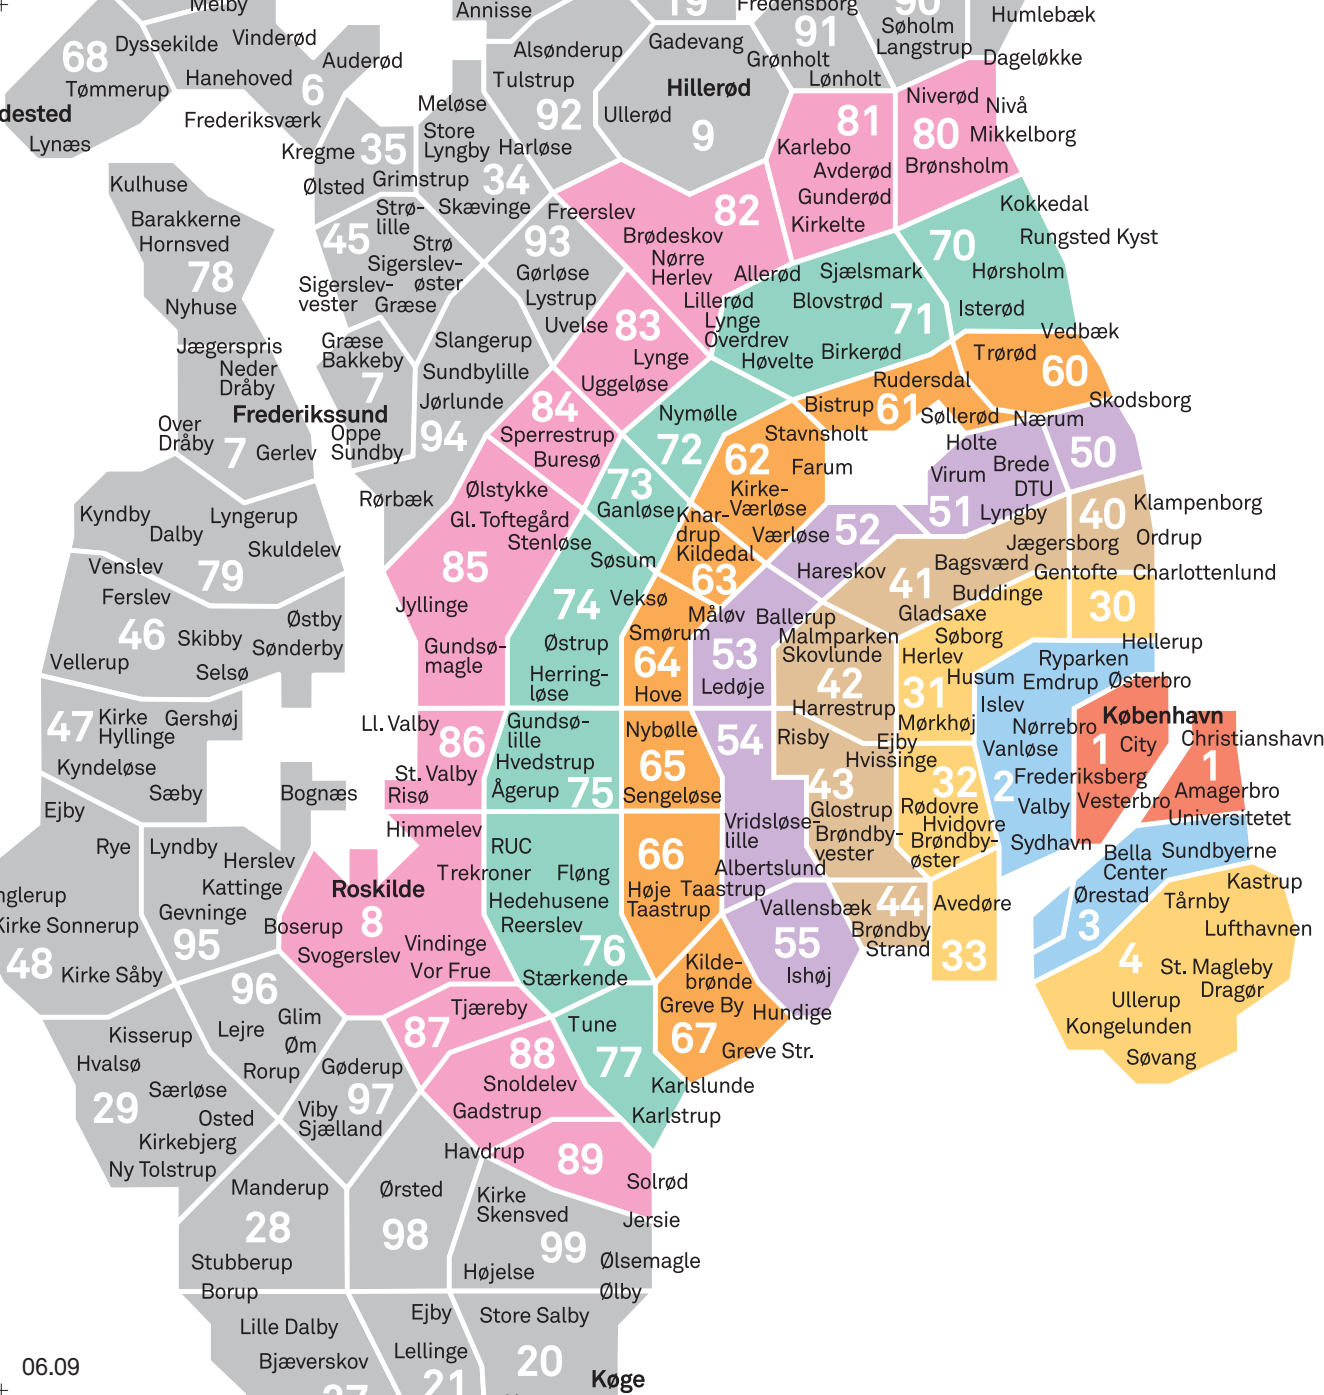 Melby
Annisse
19
Fredensborg
90
Humlebæk
68
Dyssekilde
Vinderød
Auderød
Alsønderup
Gadevang
91
Grønholt
Søholm
Langstrup
Dageløkke
Tømmerup
Hanehoved
6
Tulstrup
Hillerød
Lønholt
dested
Frederiksværk
Meløse
92
Ullerød
9
Niverød
Nivå
Lynæs
Kregme
35
Store
Lyngby
Harløse
81
Karlebo
80
Mikkelborg
Brønsholm
Kulhuse
Ølsted
Grimstrup
34
Skævinge
Avderød
Gunderød
Kirkelte
Barakkerne
Hornsved
78
Nyhuse
45
Strø-
lille
Strø
Sigerslev-
øster
Sigerslev-
vester
Græse
93
Gørløse
Lystrup
Uvelse
Freerslev
82
Brødeskov
Nørre
Herlev
Allerød
Lillerød
Lynge
Overdrev
Høvelte
Sjælsmark
Blovstrød
71
Birkerød
Kokkedal
70
Rungsted Kyst
Hørsholm
Isterød
Vedbæk
Jægerspris
Neder
Dråby
Græse
Bakkeby
7
Slangerup
Sundbylille
Jørlunde
83
Lynge
Uggeløse
Trørød
60
Rudersdal
Skodsborg
Over
Dråby
7
Frederikssund
Gerlev
Oppe
Sundby
94
Rørbæk
84
Sperrestrup
Buresø
Nymølle
72
Bistrup
61
Søllerød
Nærum
Stavnsholt
62
Farum
Kirke-
Værløse
Holte
Virum
Brede
DTU
50
51
Lyngby
Kyndby
Dalby
Lyngerup
Skuldelev
79
Venslev
Ølstykke
Gl. Toftegård
Stenløse
85
73
Ganløse
Knar-
drup
Kildedal
63
Værløse
52
Hareskov
40
Klampenborg
Jægersborg
Ordrup
Gentofte
Charlottenlund
Ferslev
46
Skibby
Østby
Sønderby
Vellerup
Selsø
Jyllinge
Gundsø-
magle
Søsum
74
Veksø
Østrup
Herring-
løse
Smørum
64
Hove
Måløv
53
Ledøje
Ballerup
Malmparken
Skovlunde
42
Harrestrup
41
Bagsværd
Buddinge
Gladsaxe
Søborg
Herlev
31
Husum
Mørkhøj
30
Hellerup
Ryparken
Emdrup
Østerbro
47
Kirke
Hyllinge
Gershøj
Kyndeløse
Sæby
Ll. Valby
86
St. Valby
Risø
Gundsø-
lille
Hvedstrup
Ågerup
75
Nybølle
65
Sengeløse
54
Risby
Ejby
Hvissinge
43
Glostrup
Islev
Nørrebro
Vanløse
2
Frederiksberg
Valby
Sydhavn
København
1
City
Vesterbro
Christianshavn
1
Amagerbro
Universitetet
Ejby
Rye
Bognæs
Lyndby
Herslev
Kattinge
Gevninge
95
Himmelev
Trekroner
Roskilde
8
Boserup
Svogerslev
Vindinge
Vor Frue
RUC
Fløng
Hedehusene
Reerslev
76
Stærkende
66
Høje
Taastrup
Taastrup
Vridsløse-
lille
Albertslund
Brøndby-
vester
32
Rødovre
Hvidovre
Brøndby-
øster
Bella
Center
Sundbyerne
Ørestad
3
Kastrup
Tårnby
Lufthavnen
nglerup
Kirke Sonnerup
48
Kirke Såby
Vallensbæk
44
Brøndby
Strand
Avedøre
33
55
Ishøj
Hundige
4
St. Magleby
Dragør
Ullerup
Kongelunden
Søvang
96
Lejre
Glim
Øm
Rorup
Kisserup
Hvalsø
Særløse
29
Osted
Kirkebjerg
Ny Tolstrup
Gøderup
97
Viby
Sjælland
Tjæreby
87
88
Snoldelev
Gadstrup
Tune
77
Karlslunde
Karlstrup
Kilde-
brønde
Greve By
67
Greve Str.
Havdrup
89
Solrød
Jersie
Manderup
28
Stubberup
Borup
Ørsted
98
Kirke
Skensved
99
Højelse
Ølsemagle
Ølby
Lille Dalby
Bjæverskov
27
Ejby
Lellinge
21
Store Salby
20
Køge
06.09